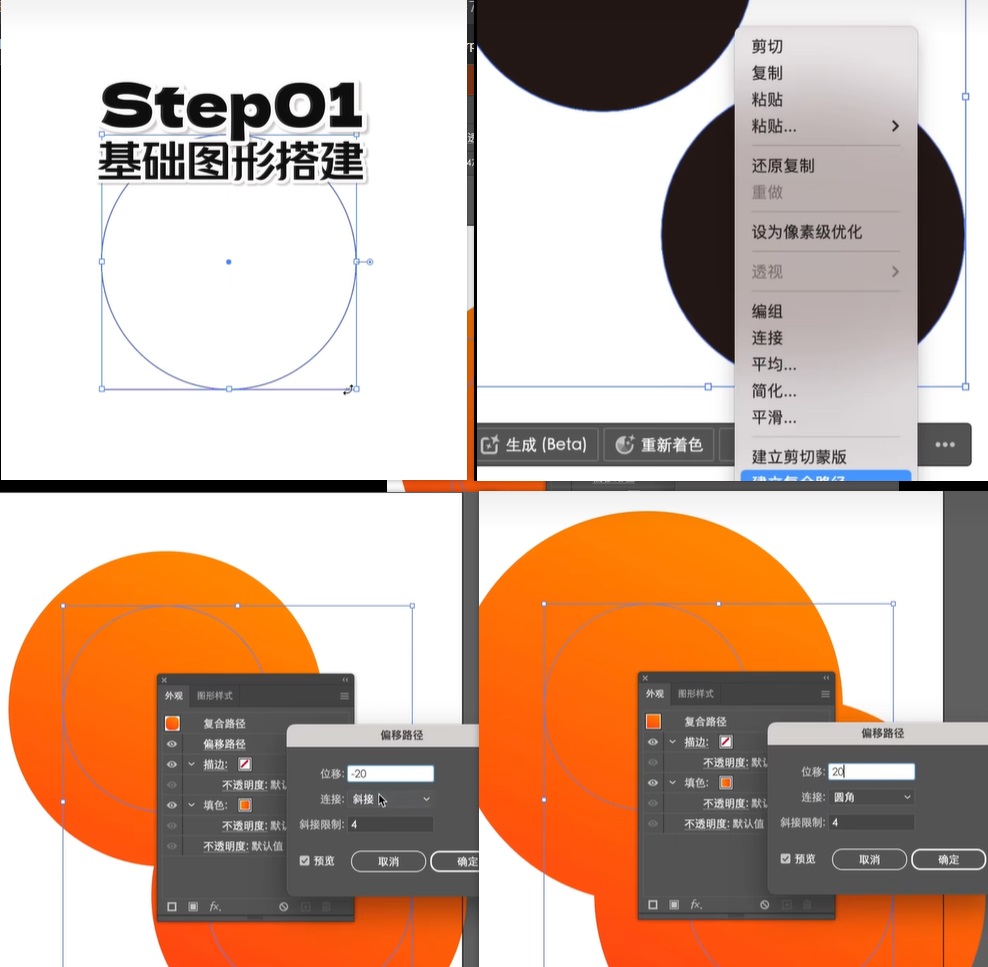 Step01
基础图形搭建
剪切
复制
粘贴
粘贴...
还原复制
重做
设为像素级优化
透视
编组
连接
平均...
简化...
平滑...
建立剪切蒙版
建立复合路径
生成 (Beta)
重新着色
外观
图形样式
复合路径
偏移路径
描边:
不透明度: 默认
填色:
不透明度: 默认
不透明度: 默认值
fx.
偏移路径
位移: -20
连接: 斜接
斜接限制: 4
预览
取消
确定
外观
图形样式
复合路径
描边:
不透明度: 默认
填色:
不透明度: 默认
不透明度: 默认值
fx.
偏移路径
位移: 20
连接: 圆角
斜接限制: 4
预览
取消
确定